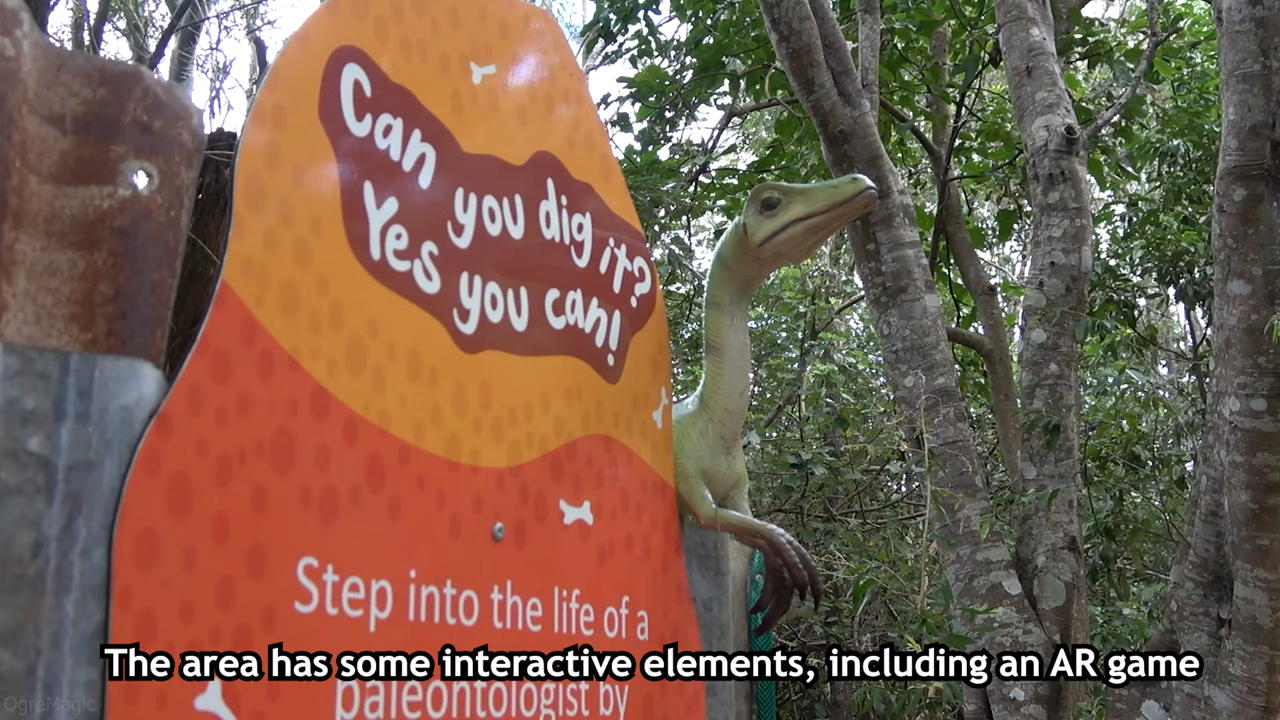 Can you dig it?
Yes you can!
Step into the life of a
paleontologist by
The area has some interactive elements, including an AR game
OgreMagic